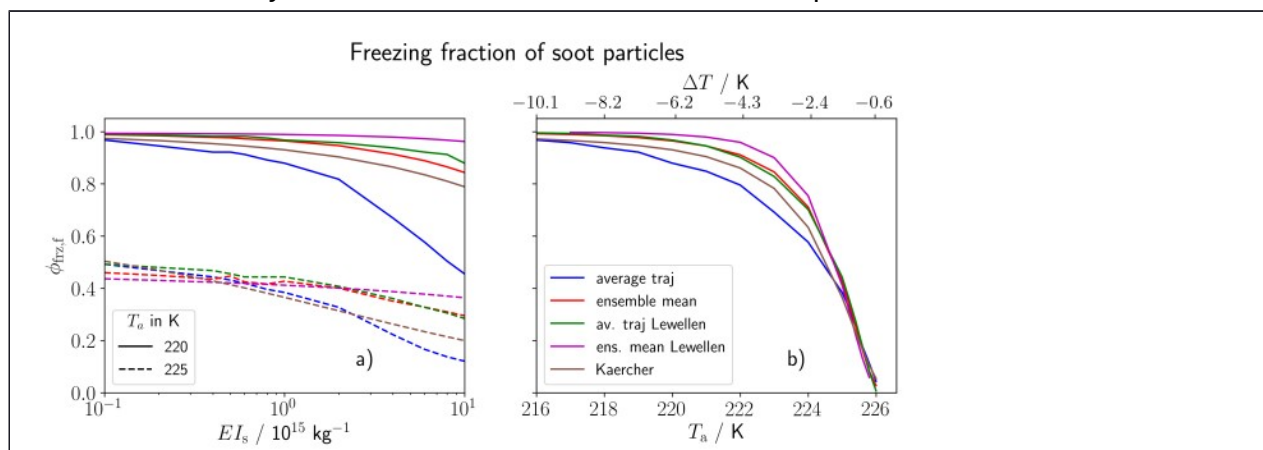 Freezing fraction of soot particles
ΔT / K
−10.1 −8.2 −6.2 −4.3 −2.4 −0.6
1.0
0.8
0.6
0.4
0.2
0.0
ϕfrz,f
Ta in K
220
225
a)
10⁻¹ 10⁰ 10¹
EIs / 10¹⁵ kg⁻¹
average traj
ensemble mean
av. traj Lewellen
ens. mean Lewellen
Kaercher
b)
216 218 220 222 224 226
Ta / K